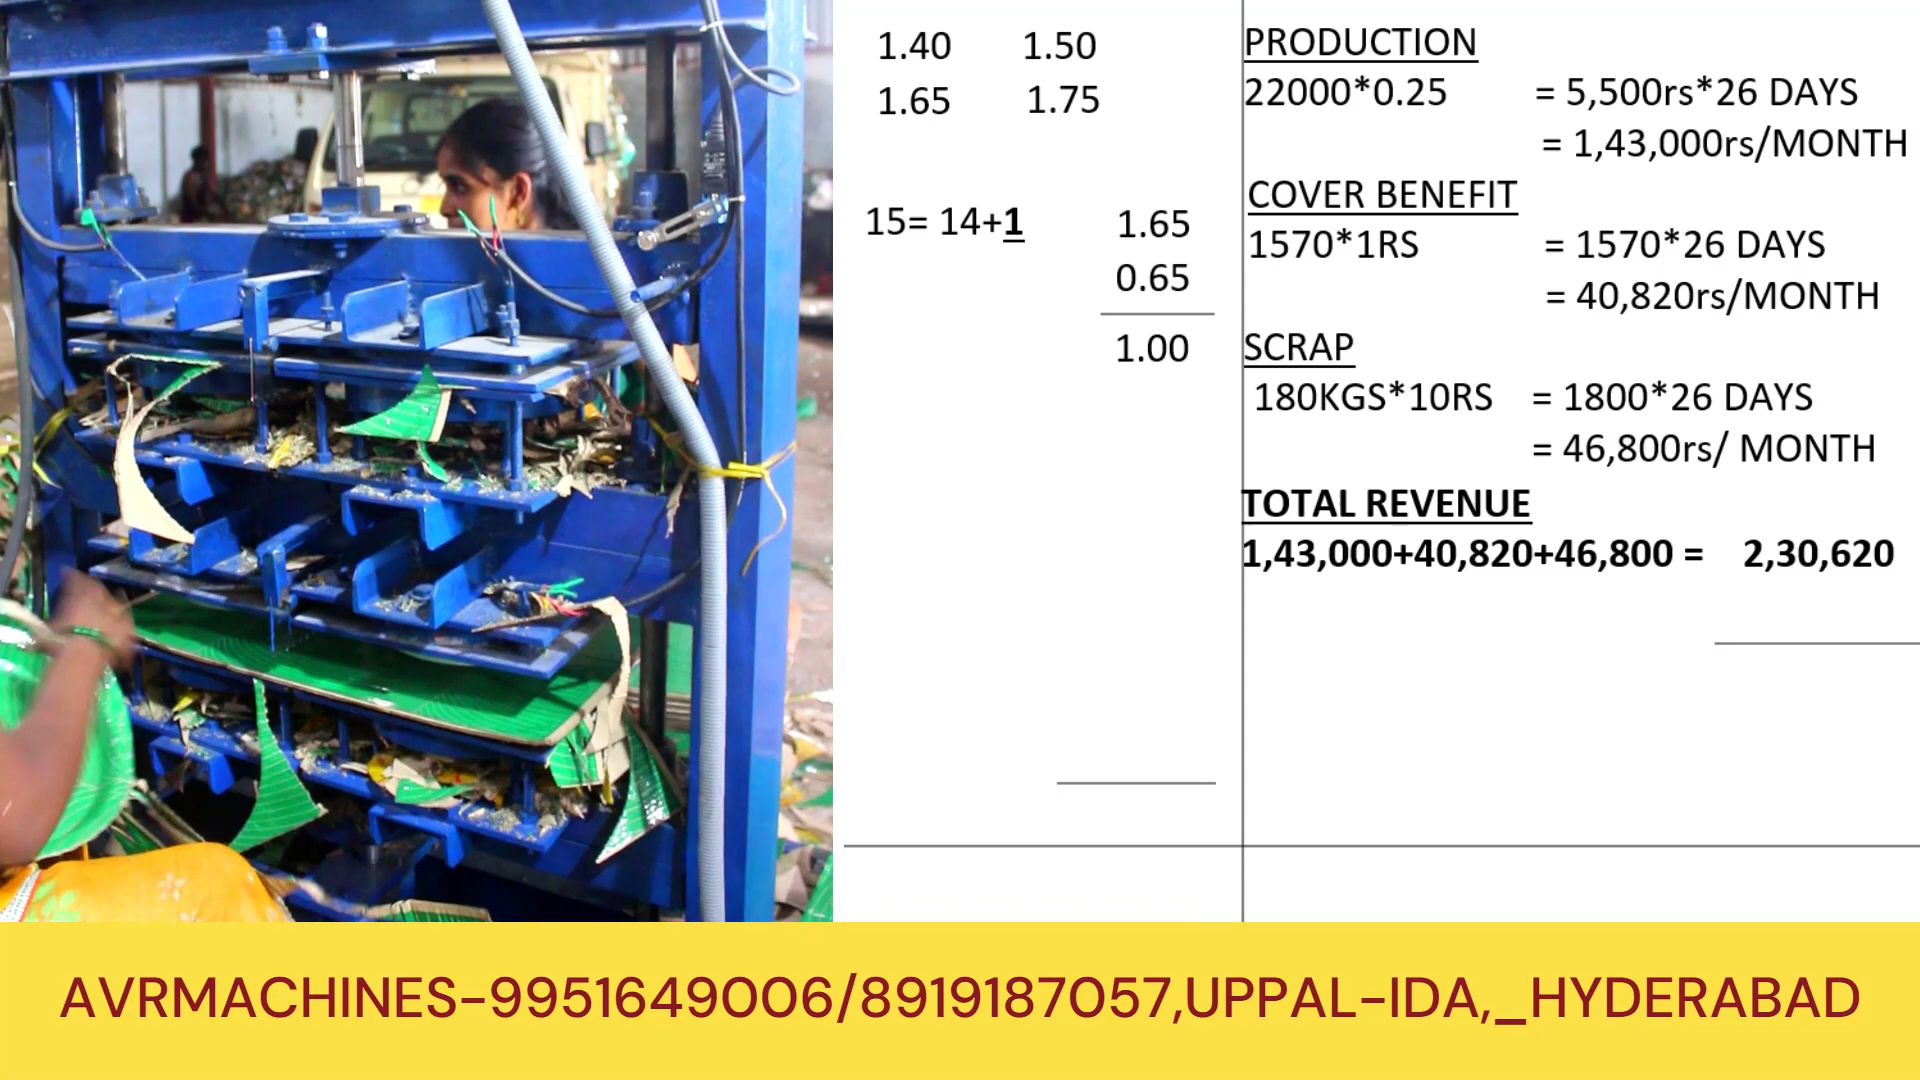 1.40 1.50
1.65 1.75
15= 14+1
1.65
0.65
1.00
PRODUCTION
22000*0.25 = 5,500rs*26 DAYS
= 1,43,000rs/MONTH
COVER BENEFIT
1570*1RS = 1570*26 DAYS
= 40,820rs/MONTH
SCRAP
180KGS*10RS = 1800*26 DAYS
= 46,800rs/ MONTH
TOTAL REVENUE
1,43,000+40,820+46,800 = 2,30,620
AVRMACHINES-9951649006/8919187057,UPPAL-IDA,_HYDERABAD